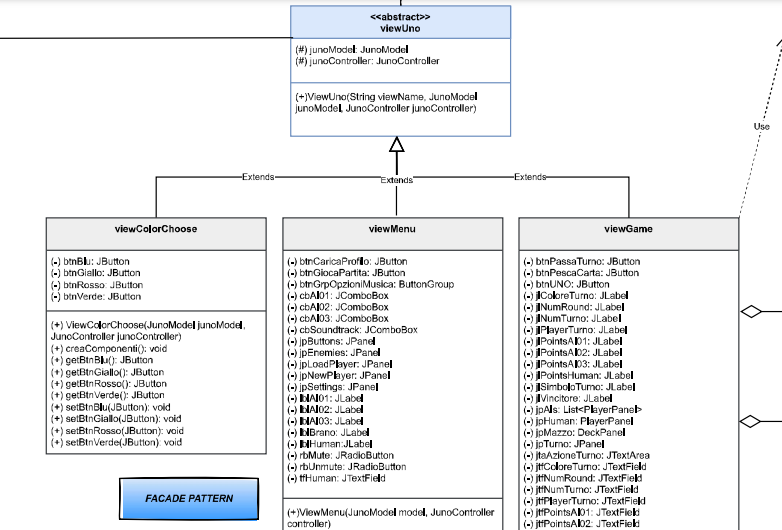 <<abstract>>
viewUno
(#) junoModel: JunoModel
(#) junoController: JunoController
(+)ViewUno(String viewName, JunoModel
junoModel, JunoController junoController)
Use
Extends
Extends
Extends
viewColorChoose
(-) btnBlu: JButton
(-) btnGiallo: JButton
(-) btnRosso: JButton
(-) btnVerde: JButton
(+) ViewColorChoose(JunoModel junoModel,
JunoController junoController)
(+) creaComponenti(): void
(+) getBtnBlu(): JButton
(+) getBtnGiallo(): JButton
(+) getBtnRosso(): JButton
(+) getBtnVerde(): JButton
(+) setBtnBlu(JButton): void
(+) setBtnGiallo(JButton): void
(+) setBtnRosso(JButton): void
(+) setBtnVerde(JButton): void
FACADE PATTERN
viewMenu
(-) btnCaricaProfilo: JButton
(-) btnGiocaPartita: JButton
(-) btnGrpOpzioniMusica: ButtonGroup
(-) cbAI01: JComboBox
(-) cbAI02: JComboBox
(-) cbAI03: JComboBox
(-) cbSoundtrack: JComboBox
(-) jpButtons: JPanel
(-) jpEnemies: JPanel
(-) jpLoadPlayer: JPanel
(-) jpNewPlayer: JPanel
(-) jpSettings: JPanel
(-) lblAI01: JLabel
(-) lblAI02: JLabel
(-) lblAI03: JLabel
(-) lblBrano: JLabel
(-) lblHuman:JLabel
(-) rbMute: JRadioButton
(-) rbUnmute: JRadioButton
(-) tfHuman: JTextField
(+)ViewMenu(JunoModel model, JunoController
controller)
viewGame
(-) btnPassaTurno: JButton
(-) btnPescaCarta: JButton
(-) btnUNO: JButton
(-) jlColoreTurno: JLabel
(-) jlNumRound: JLabel
(-) jlNumTurno: JLabel
(-) jlPlayerTurno: JLabel
(-) jlPointsAI01: JLabel
(-) jlPointsAI02: JLabel
(-) jlPointsAI03: JLabel
(-) jlPointsHuman: JLabel
(-) jlSimboloTurno: JLabel
(-) jlVincitore: JLabel
(-) jpAIs: List<PlayerPanel>
(-) jpHuman: PlayerPanel
(-) jpMazzo: DeckPanel
(-) jpTurno: JPanel
(-) jtaAzioneTurno: JTextArea
(-) jtfColoreTurno: JTextField
(-) jtfNumRound: JTextField
(-) jtfNumTurno: JTextField
(-) jtfPlayerTurno: JTextField
(-) jtfPointsAI01: JTextField
(-) jtfPointsAI02: JTextField